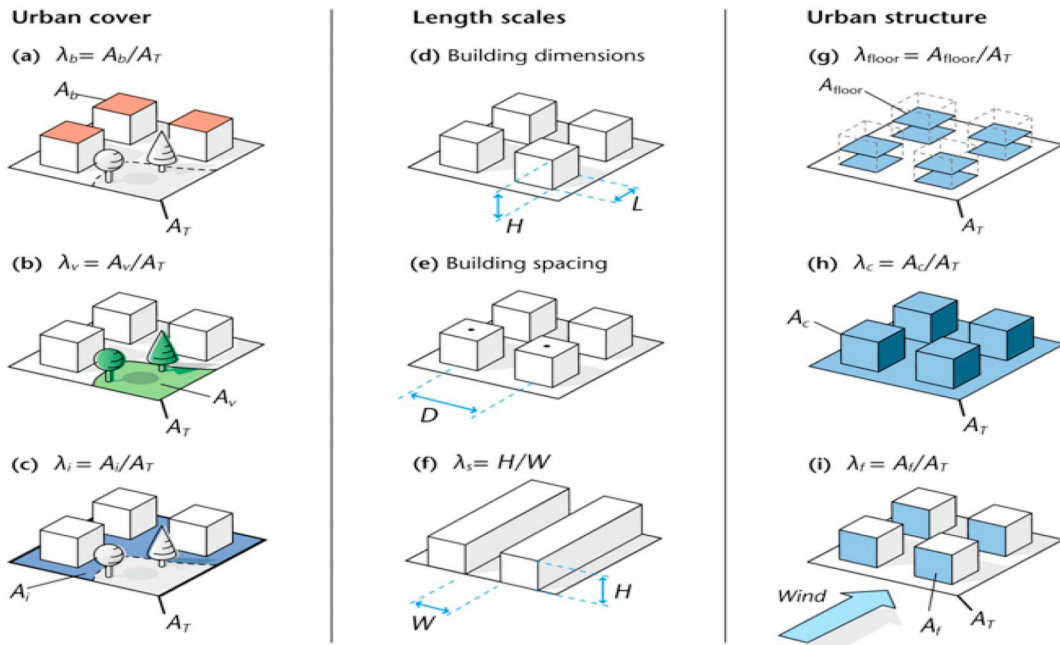 Urban cover
(a) λb = Ab/AT
Ab
AT
(b) λv = Av/AT
Av
AT
(c) λi = Ai/AT
Ai
AT
Length scales
(d) Building dimensions
H
L
(e) Building spacing
D
(f) λs= H/W
W
H
Urban structure
(g) λfloor = Afloor/AT
Afloor
AT
(h) λc = Ac/AT
Ac
AT
(i) λf = Af/AT
Wind
Af
AT